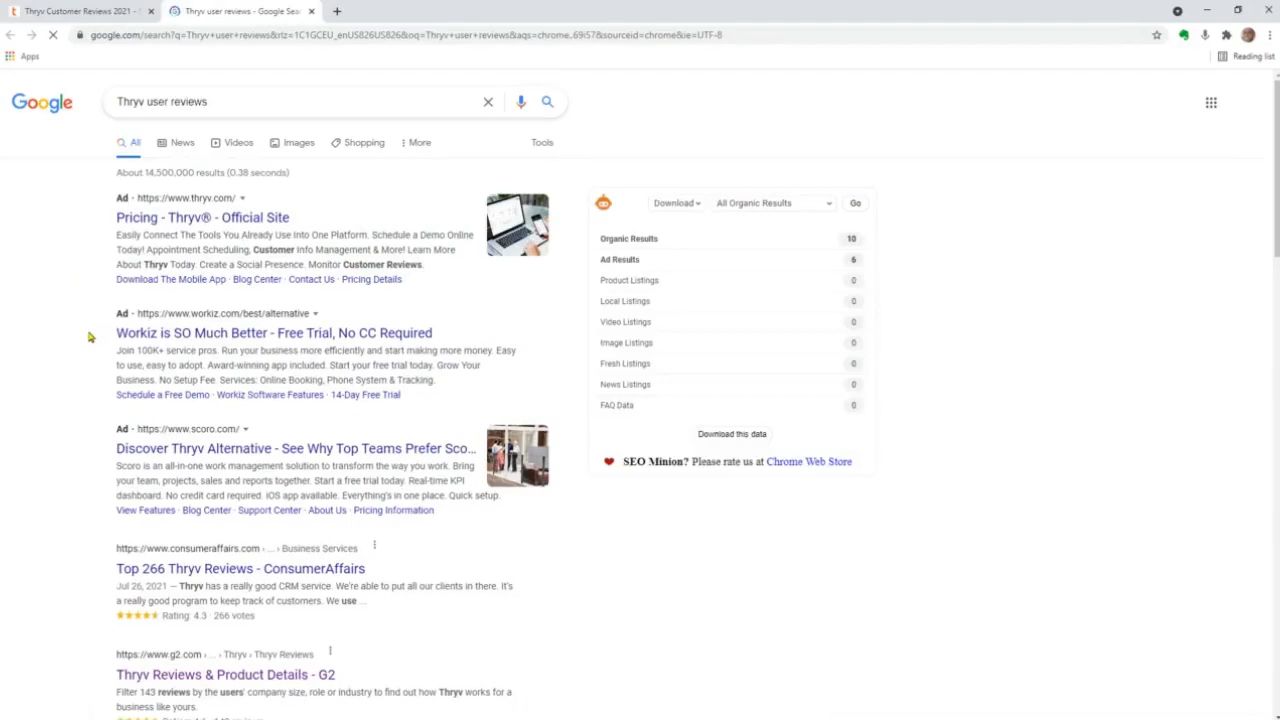 Thryv Customer Reviews 2021 -
Thryv user reviews - Google Sea
google.com/search?q=Thryv+user+reviews&rlz=1C1GCEU_enUS826US826&oq=Thryv+user+reviews&aqs=chrome..69i57&sourceid=chrome&ie=UTF-8
Apps
Reading list
Google
Thryv user reviews
All
News
Videos
Images
Shopping
More
Tools
About 14,500,000 results (0.38 seconds)
Ad · https://www.thryv.com/
Pricing - Thryv® - Official Site
Easily Connect The Tools You Already Use Into One Platform. Schedule a Demo Online
Today! Appointment Scheduling, Customer Info Management & More! Learn More
About Thryv Today. Create a Social Presence. Monitor Customer Reviews.
Download The Mobile App · Blog Center · Contact Us · Pricing Details
Ad · https://www.workiz.com/best/alternative
Workiz is SO Much Better - Free Trial, No CC Required
Join 100K+ service pros. Run your business more efficiently and start making more money. Easy
to use, easy to adopt. Award-winning app included. Start your free trial today. Grow Your
Business. No Setup Fee. Services: Online Booking, Phone System & Tracking.
Schedule a Free Demo · Workiz Software Features · 14-Day Free Trial
Ad · https://www.scoro.com/
Discover Thryv Alternative - See Why Top Teams Prefer Sco...
Scoro is an all-in-one work management solution to transform the way you work. Bring
your team, projects, sales and reports together. Start a free trial today. Real-time KPI
dashboard. No credit card required. iOS app available. Everything's in one place. Quick setup.
View Features · Blog Center · Support Center · About Us · Pricing Information
https://www.consumeraffairs.com › ... › Business Services
Top 266 Thryv Reviews - ConsumerAffairs
Jul 26, 2021 — Thryv has a really good CRM service. We're able to put all our clients in there. It's
a really good program to keep track of customers. We use ...
Rating: 4.3 · 266 votes
https://www.g2.com › ... › Thryv › Thryv Reviews
Thryv Reviews & Product Details - G2
Filter 143 reviews by the users' company size, role or industry to find out how Thryv works for a
business like yours.
Download
All Organic Results
Go
Organic Results 10
Ad Results 6
Product Listings 0
Local Listings 0
Video Listings 0
Image Listings 0
Fresh Listings 0
News Listings 0
FAQ Data 0
Download this data
SEO Minion? Please rate us at Chrome Web Store